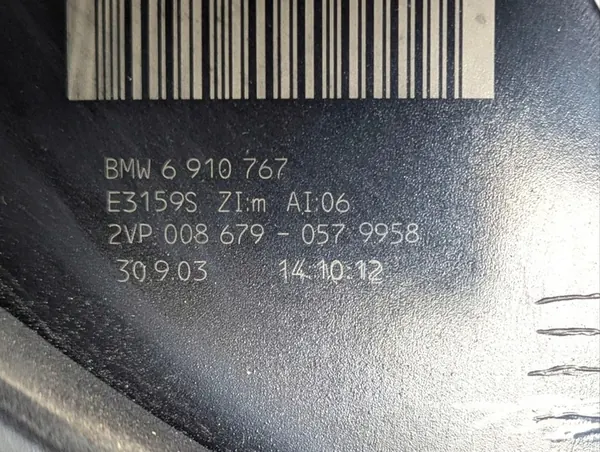 BMW 6 910 767
E3159S ZI:m AI:06
2VP 008 679 - 057 9958
30.9.03 14:10:12